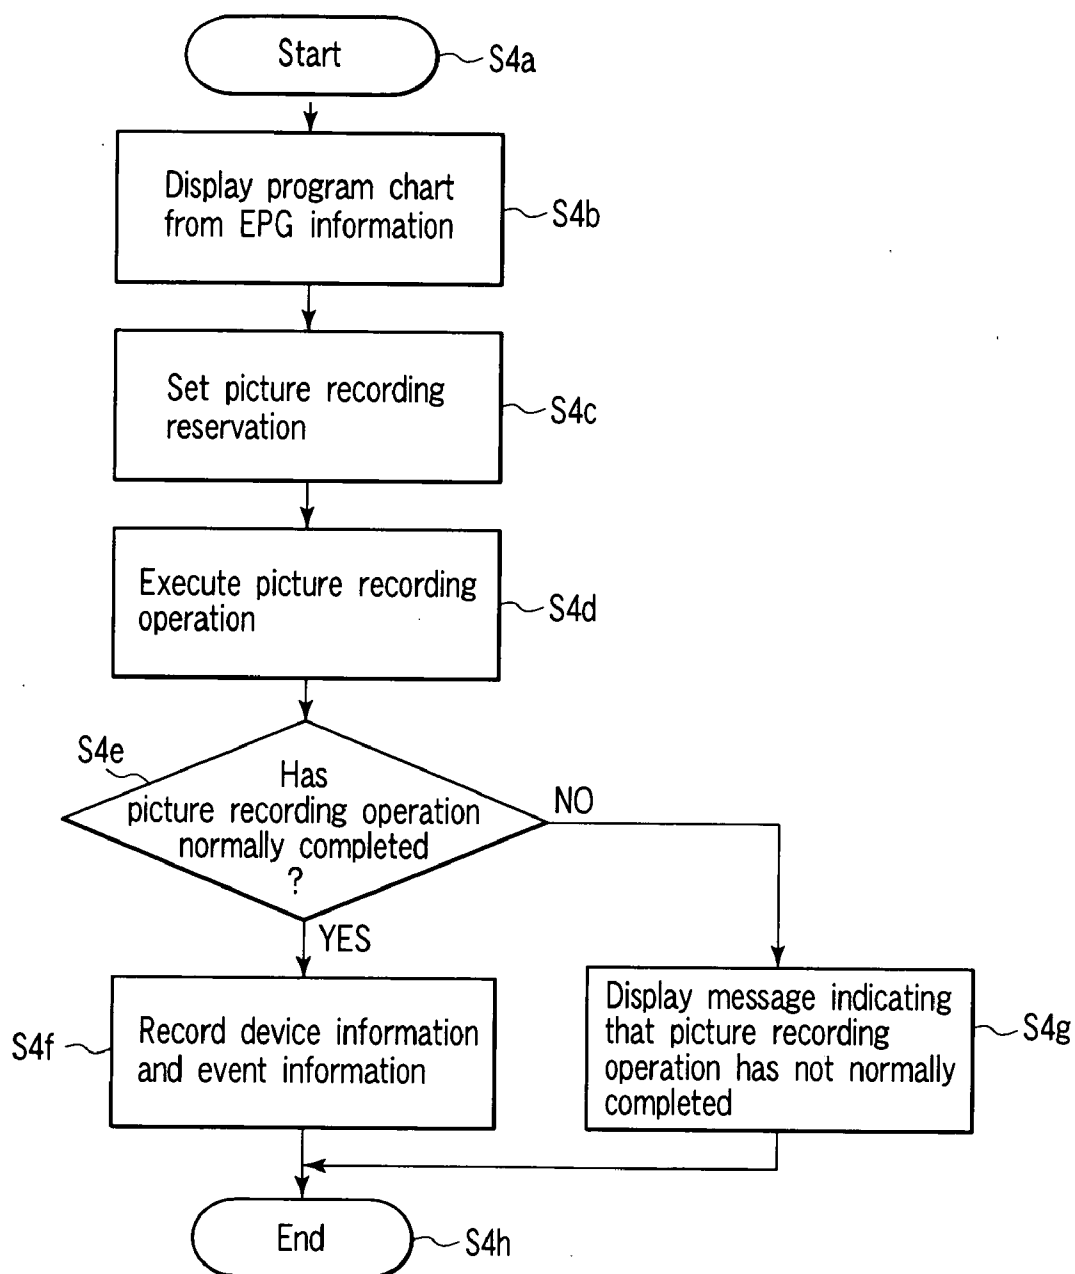 Start
S4a
Display program chart
from EPG information
S4b
Set picture recording
reservation
S4c
Execute picture recording
operation
S4d
S4e
Has
picture recording operation
normally completed
?
NO
YES
Record device information
and event information
S4f
Display message indicating
that picture recording
operation has not normally
completed
S4g
End
S4h